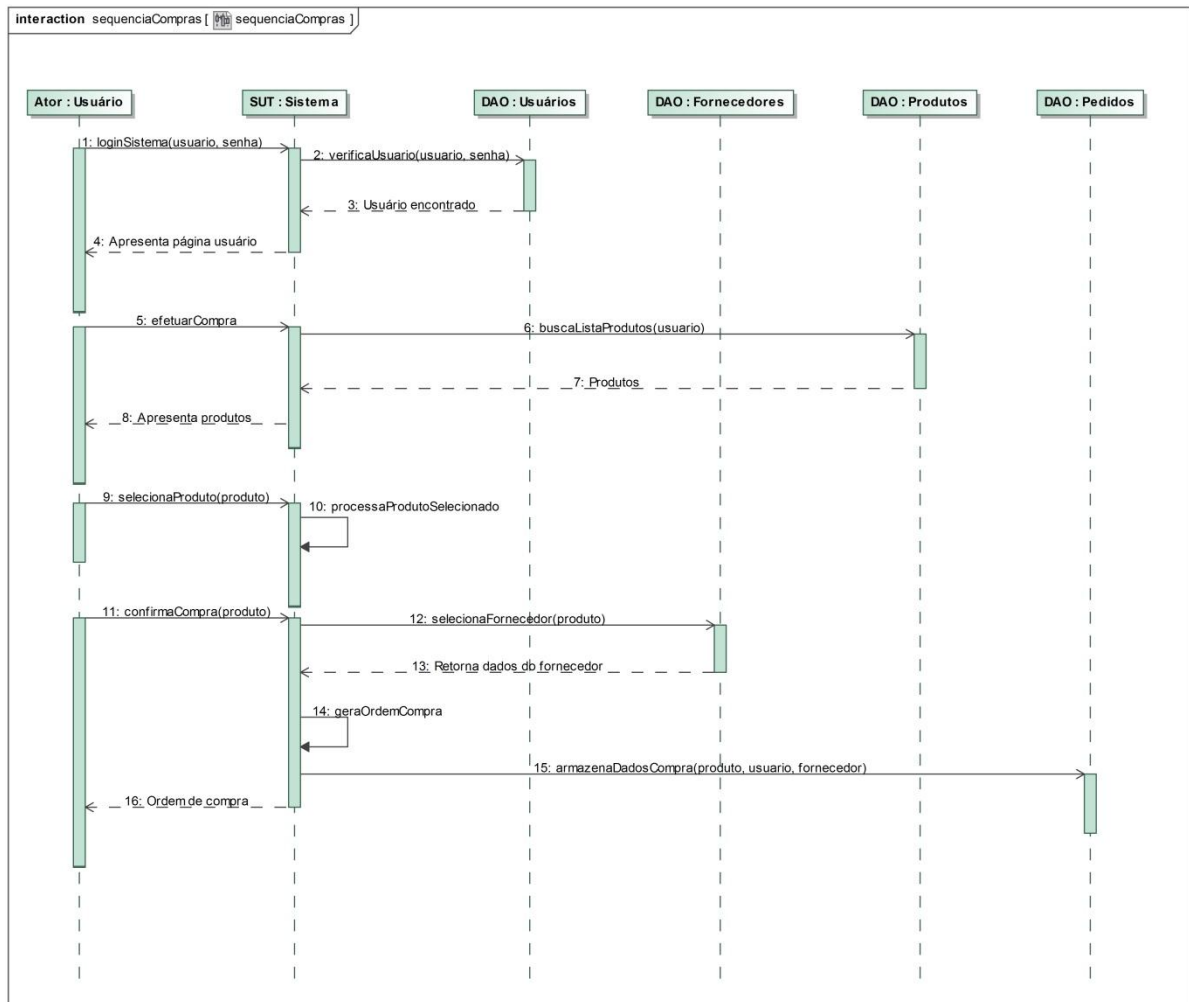 interaction sequenciaCompras [ sequenciaCompras ]
Ator : Usuário
SUT : Sistema
DAO : Usuários
DAO : Fornecedores
DAO : Produtos
DAO : Pedidos
1: loginSistema(usuario, senha)
2: verificaUsuario(usuario, senha)
3: Usuário encontrado
4: Apresenta página usuário
5: efetuarCompra
6: buscaListaProdutos(usuario)
7: Produtos
8: Apresenta produtos
9: selecionaProduto(produto)
10: processaProdutoSelecionado
11: confirmaCompra(produto)
12: selecionaFornecedor(produto)
13: Retorna dados do fornecedor
14: geraOrdemCompra
15: armazenaDadosCompra(produto, usuario, fornecedor)
16: Ordem de compra